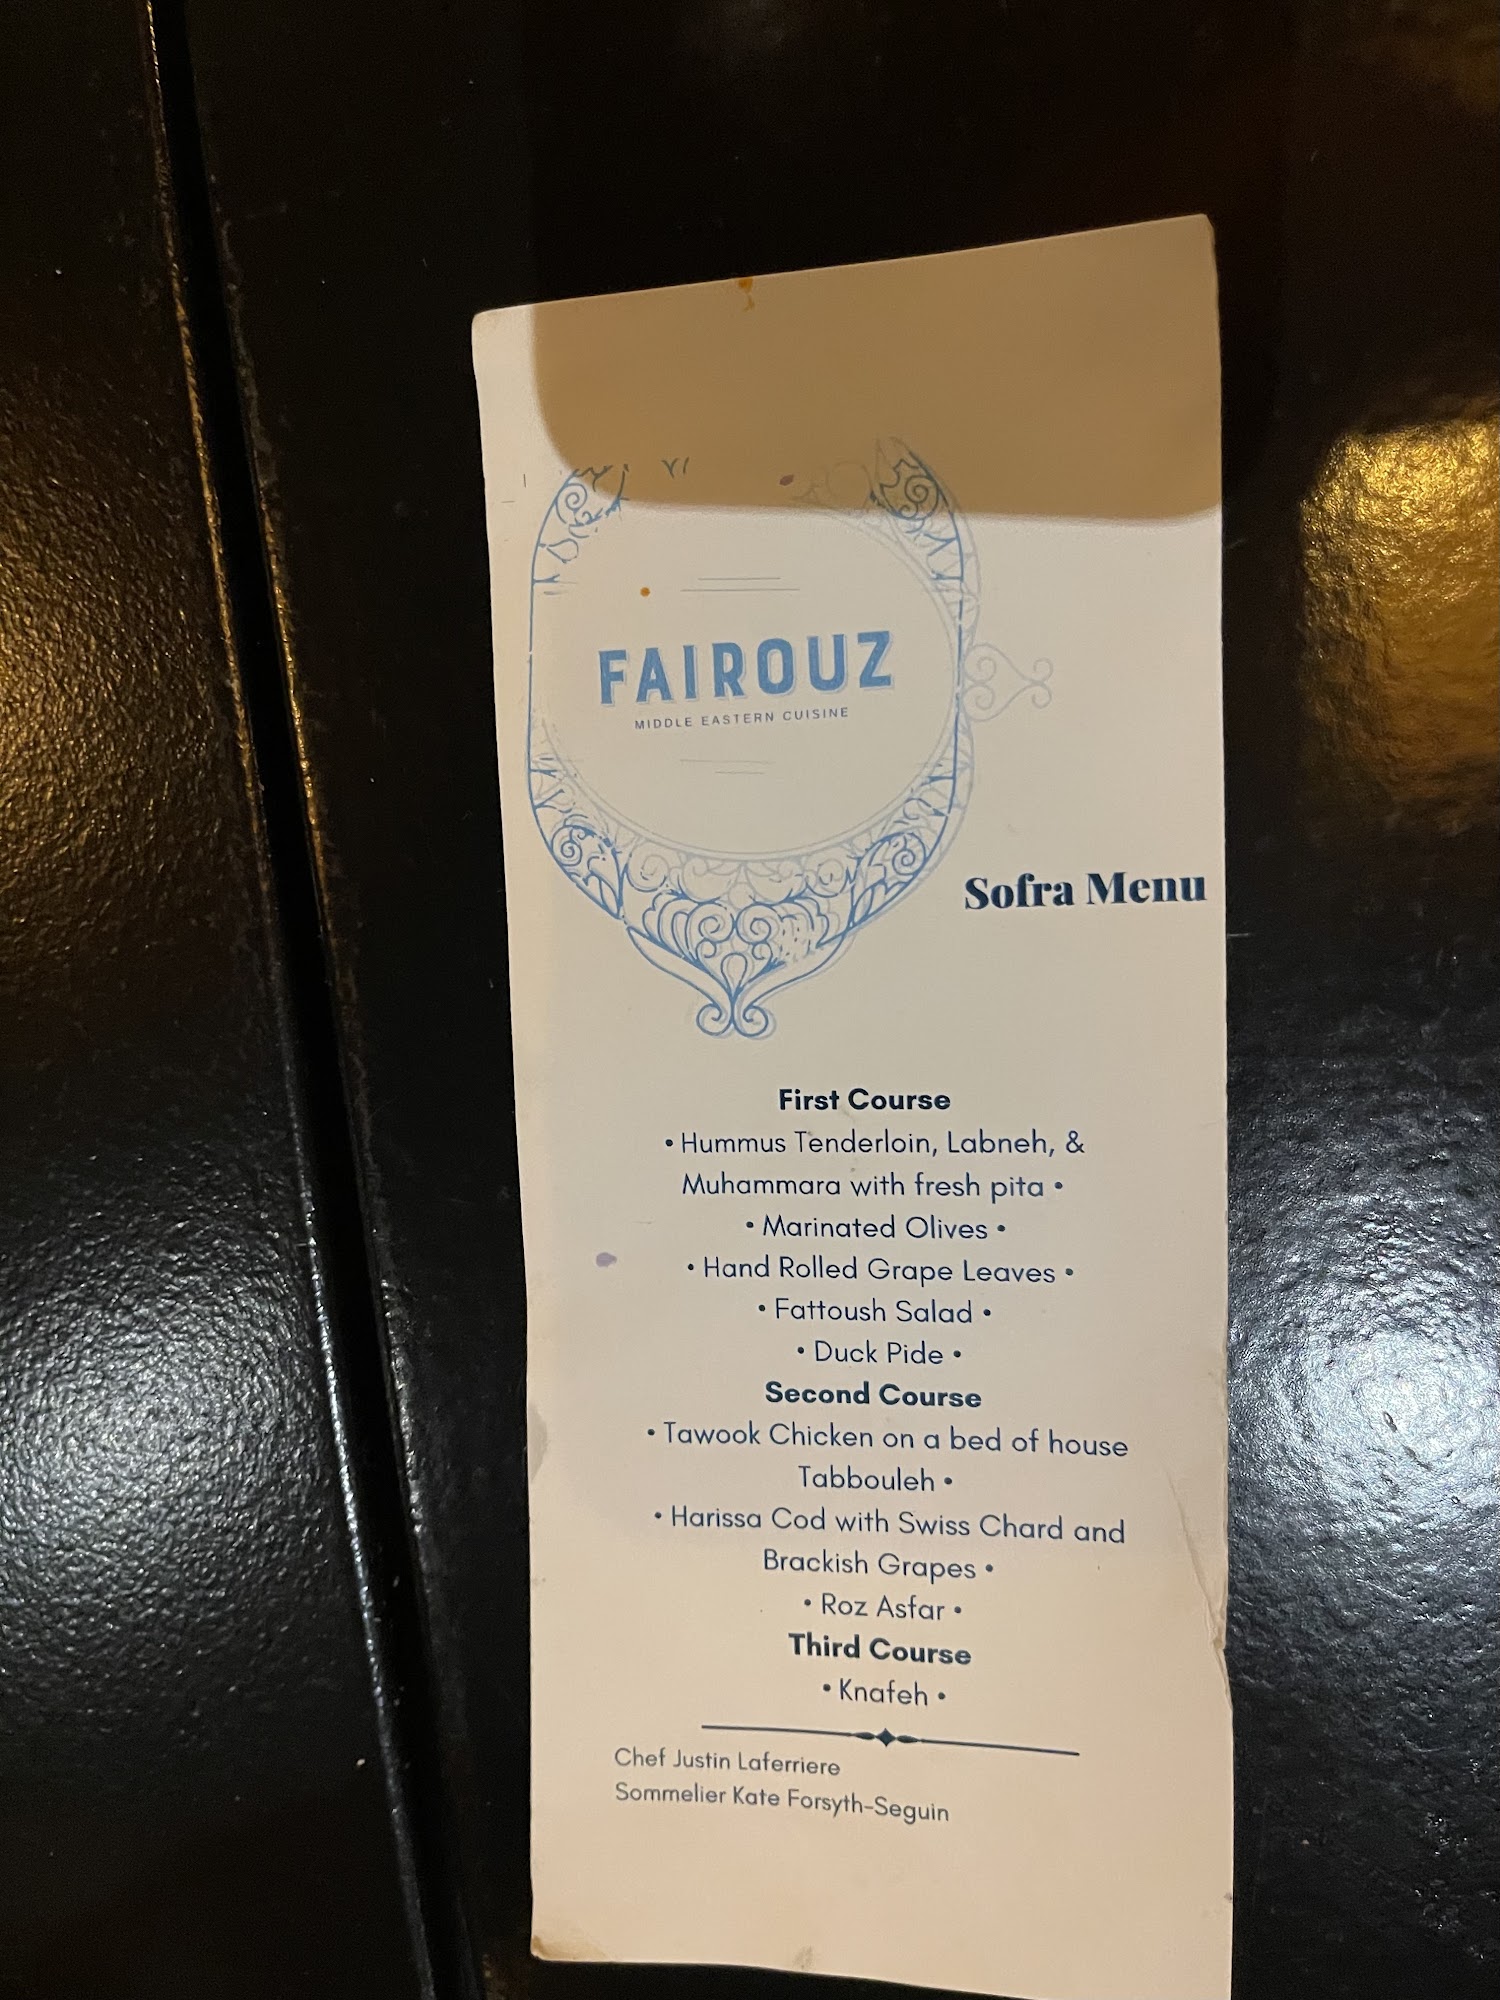 FAIROUZ
MIDDLE EASTERN CUISINE
Sofra Menu
First Course
• Hummus Tenderloin, Labneh, &
Muhammara with fresh pita •
• Marinated Olives •
• Hand Rolled Grape Leaves •
• Fattoush Salad •
• Duck Pide •
Second Course
• Tawook Chicken on a bed of house
Tabbouleh •
• Harissa Cod with Swiss Chard and
Brackish Grapes •
• Roz Asfar •
Third Course
• Knafeh •
Chef Justin Laferriere
Sommelier Kate Forsyth-Seguin